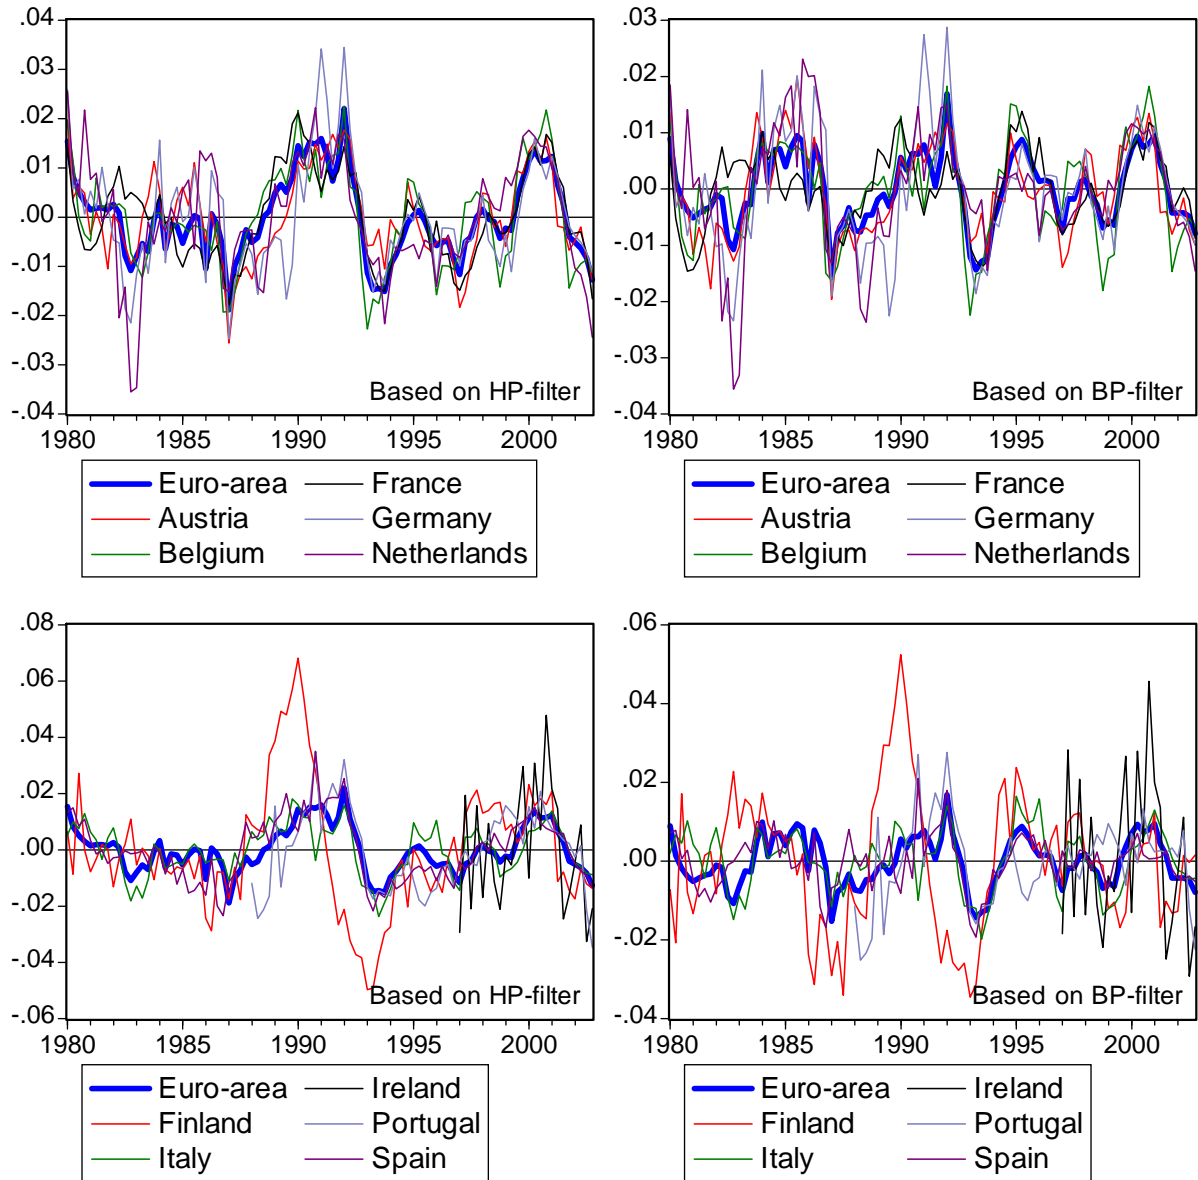 .04
.03
.02
.01
.00
-.01
-.02
-.03
-.04
Based on HP-filter
1980 1985 1990 1995 2000
Euro-area France
Austria Germany
Belgium Netherlands
.03
.02
.01
.00
-.01
-.02
-.03
-.04
Based on BP-filter
1980 1985 1990 1995 2000
Euro-area France
Austria Germany
Belgium Netherlands
.08
.06
.04
.02
.00
-.02
-.04
-.06
Based on HP-filter
1980 1985 1990 1995 2000
Euro-area Ireland
Finland Portugal
Italy Spain
.06
.04
.02
.00
-.02
-.04
Based on BP-filter
1980 1985 1990 1995 2000
Euro-area Ireland
Finland Portugal
Italy Spain